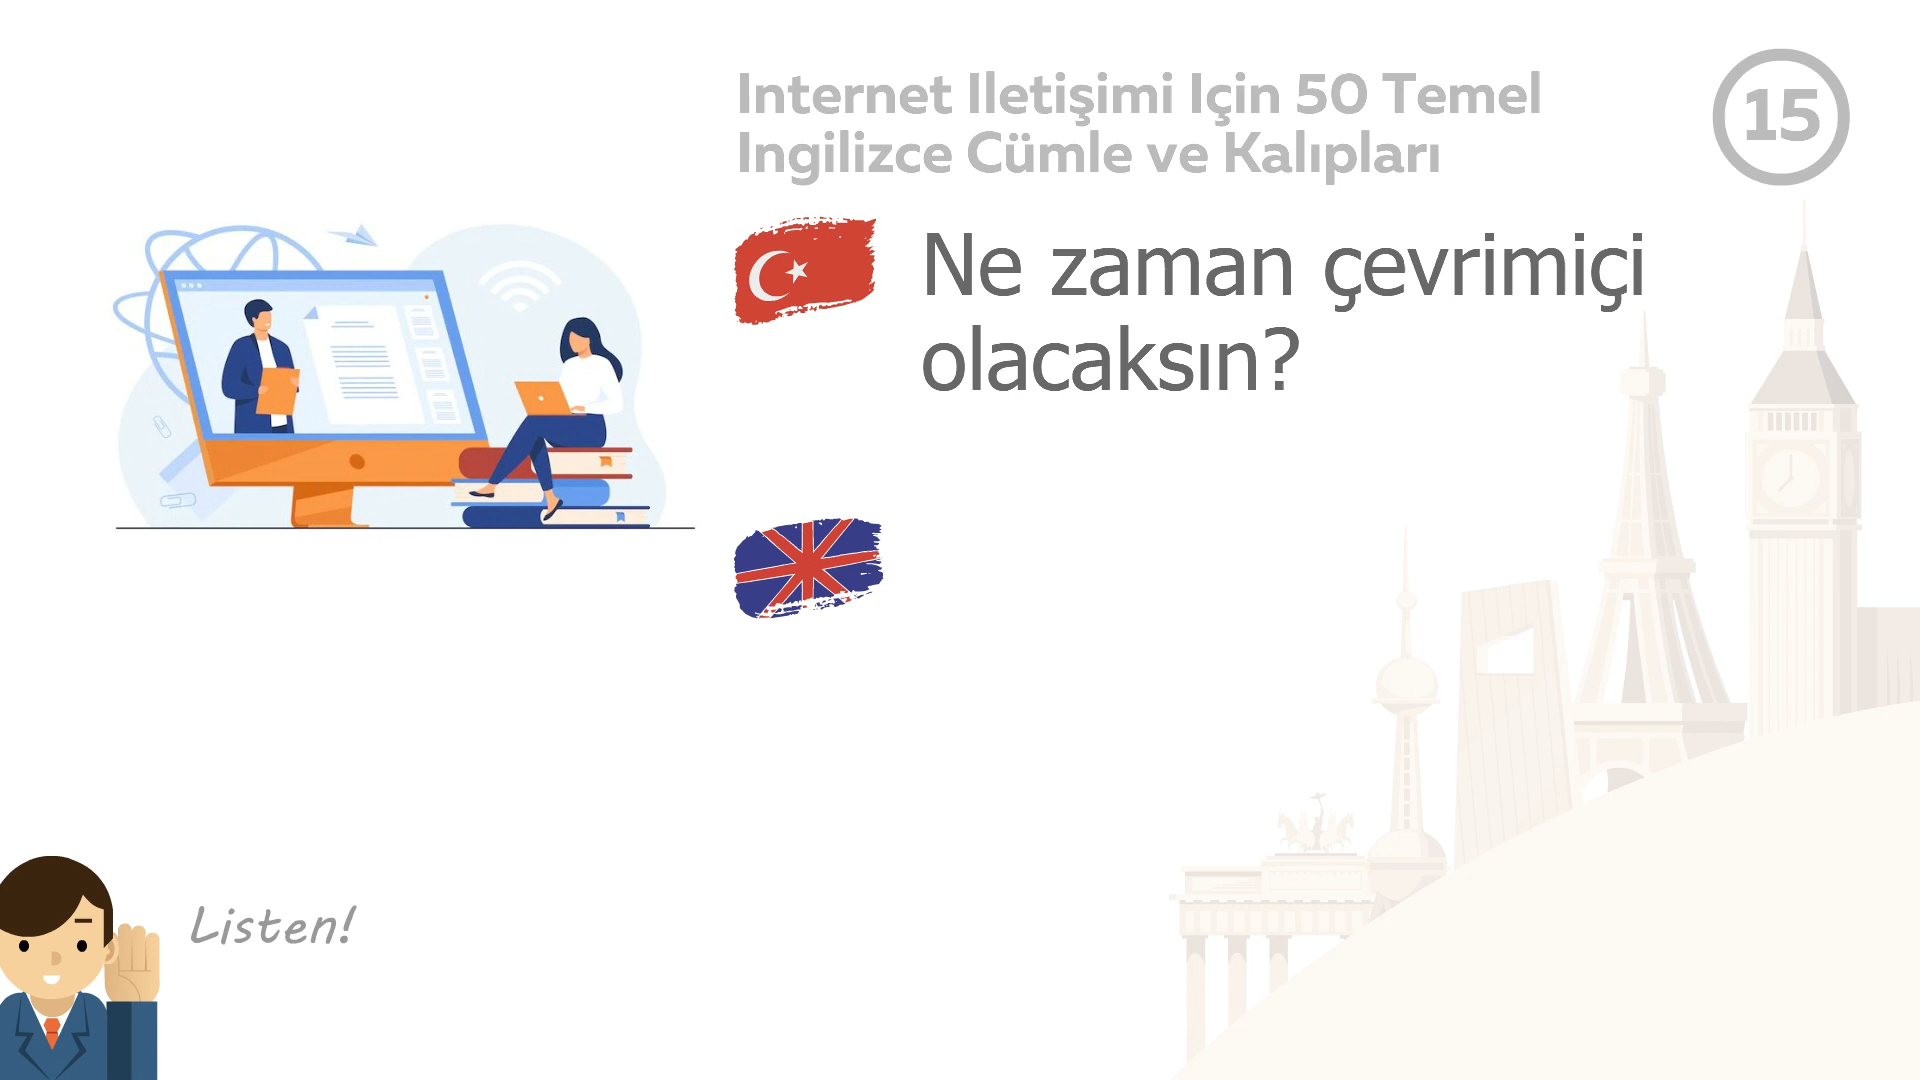 Internet Iletişimi Için 50 Temel
Ingilizce Cümle ve Kalıpları
15
Ne zaman çevrimiçi
olacaksın?
Listen!